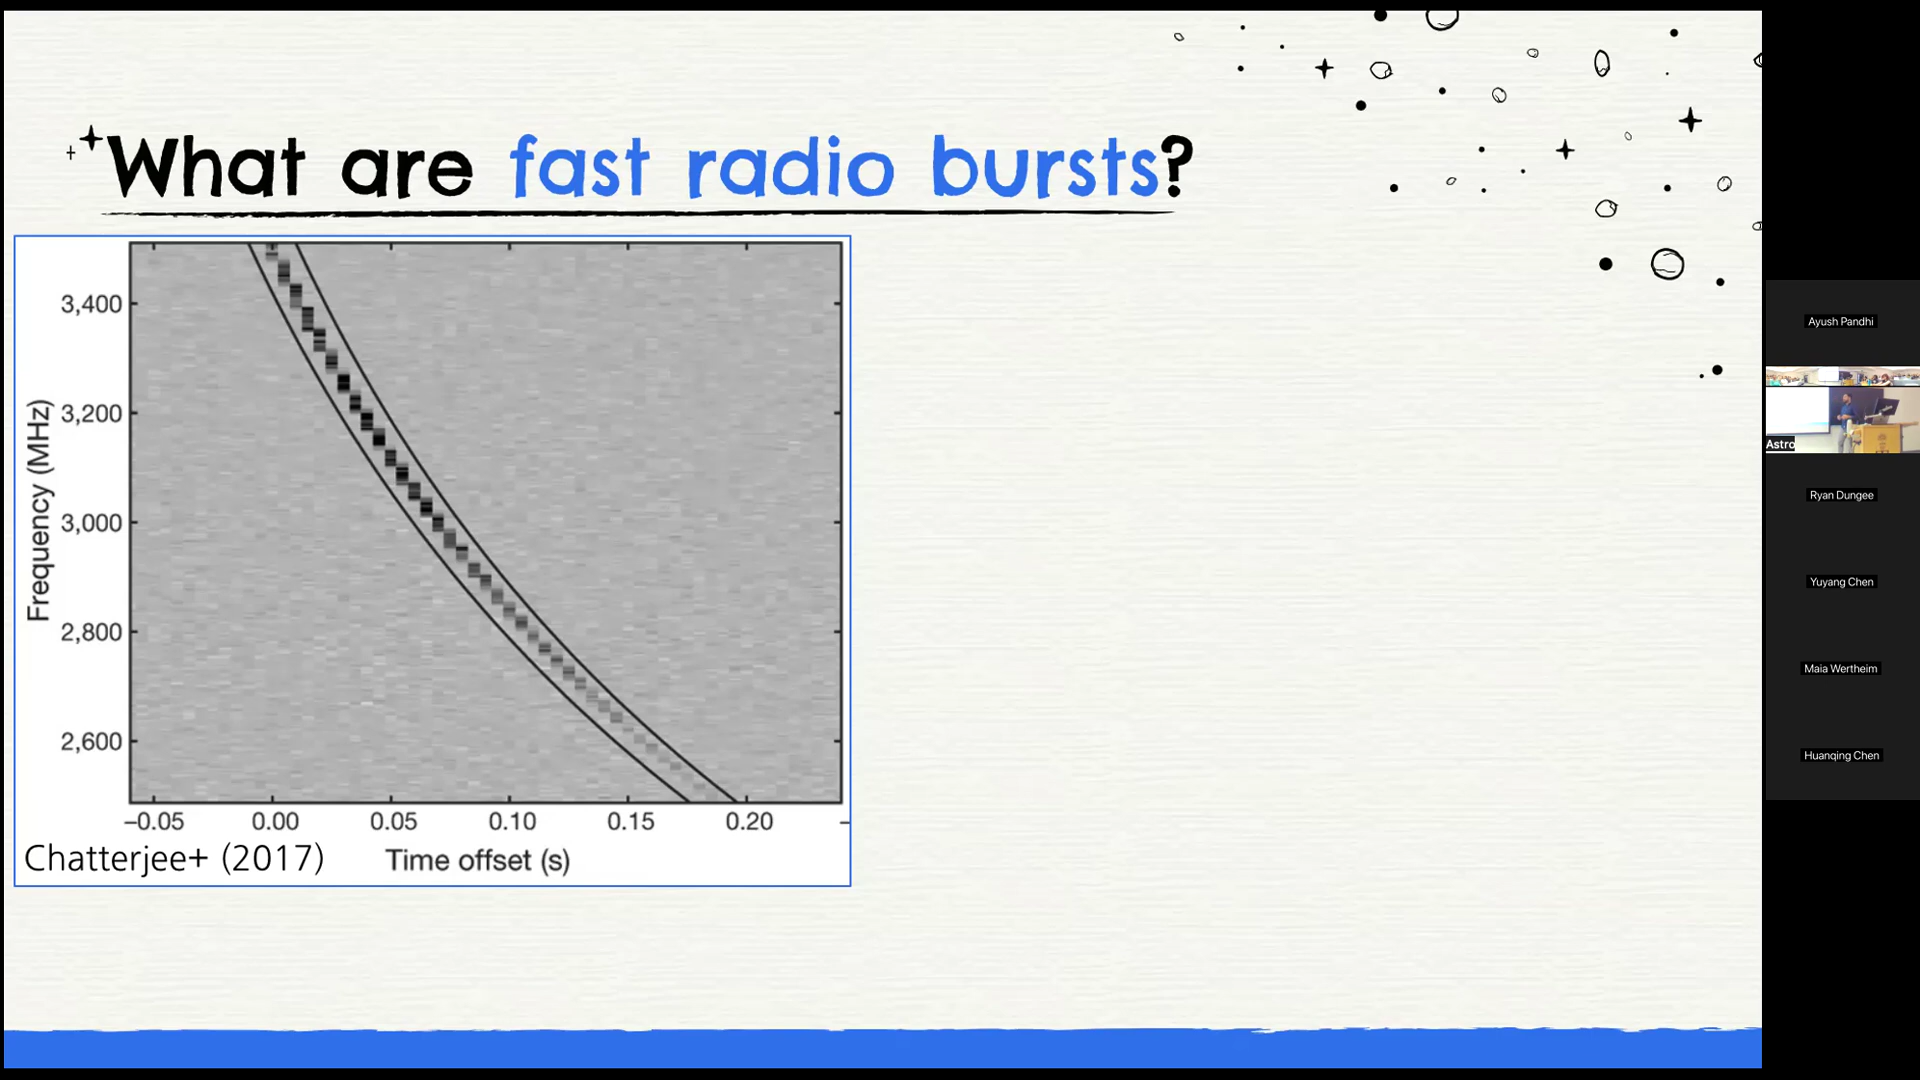 What are fast radio bursts?
3,400
3,200
3,000
2,800
2,600
Frequency (MHz)
−0.05 0.00 0.05 0.10 0.15 0.20
Time offset (s)
Chatterjee+ (2017)
Ayush Pandhi
Astro
Ryan Dungee
Yuyang Chen
Maia Wertheim
Huanqing Chen